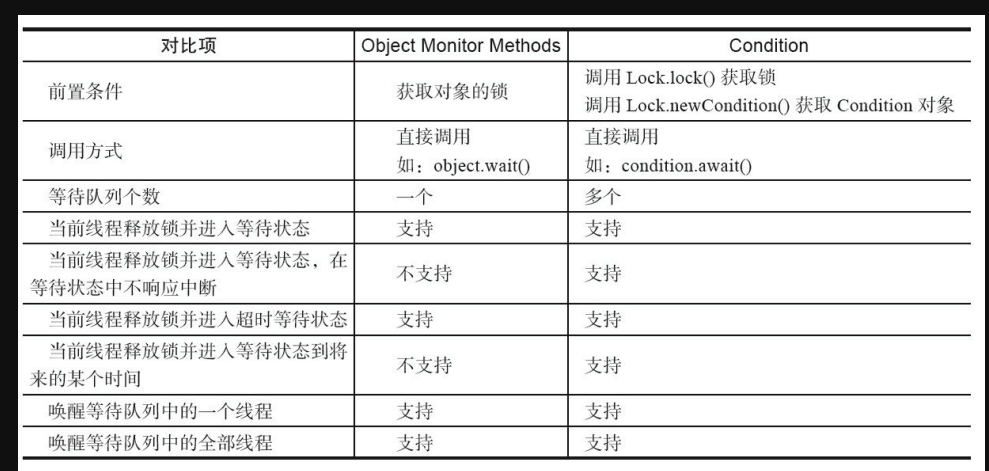 对比项 Object Monitor Methods Condition
前置条件 获取对象的锁 调用 Lock.lock() 获取锁
调用 Lock.newCondition() 获取 Condition 对象
调用方式 直接调用 直接调用
如：object.wait() 如：condition.await()
等待队列个数 一个 多个
当前线程释放锁并进入等待状态 支持 支持
当前线程释放锁并进入等待状态，在
等待状态中不响应中断 不支持 支持
当前线程释放锁并进入超时等待状态 支持 支持
当前线程释放锁并进入等待状态到将
来的某个时间 不支持 支持
唤醒等待队列中的一个线程 支持 支持
唤醒等待队列中的全部线程 支持 支持